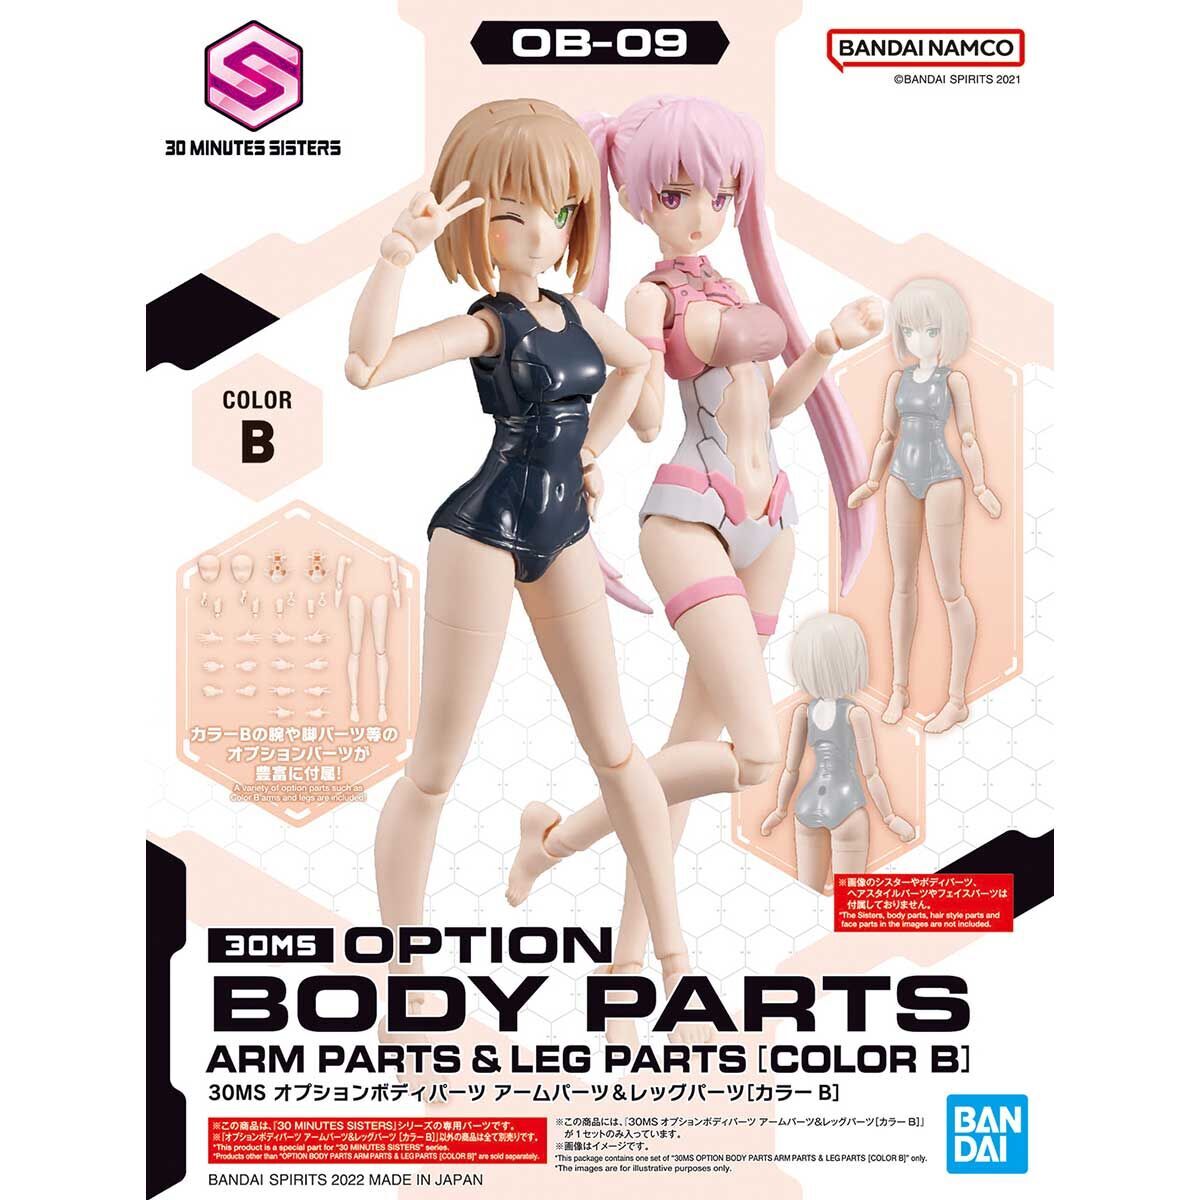 OB-09
BANDAI NAMCO
©BANDAI SPIRITS 2021
30 MINUTES SISTERS
COLOR
B
カラーBの腕や脚パーツ等の
オプションパーツが
豊富に付属!
A variety of option parts such as
Color B arms and legs are included.
※画像のシスターやボディパーツ、
ヘアスタイルパーツやフェイスパーツは
付属しておりません。
*The Sisters, body parts, hair style parts and
face parts in the images are not included.
30MS OPTION
BODY PARTS
ARM PARTS & LEG PARTS [COLOR B]
30MS オプションボディパーツ アームパーツ&レッグパーツ[カラー B]
※この商品は、「30 MINUTES SISTERS」シリーズの専用パーツです。
※「オプションボディパーツ アームパーツ&レッグパーツ [カラー B]」以外の商品は全て別売りです。
*This product is a special part for "30 MINUTES SISTERS" series.
*Products other than "OPTION BODY PARTS ARM PARTS & LEG PARTS [COLOR B]" are sold separately.
※この商品には、「30MS オプションボディパーツ アームパーツ&レッグパーツ[カラー B]」
が1セットのみ入っています。
※画像はイメージです。
*This package contains one set of "30MS OPTION BODY PARTS ARM PARTS & LEG PARTS [COLOR B]" only.
*The images are for illustrative purposes only.
BAN
DAI
BANDAI SPIRITS 2022 MADE IN JAPAN